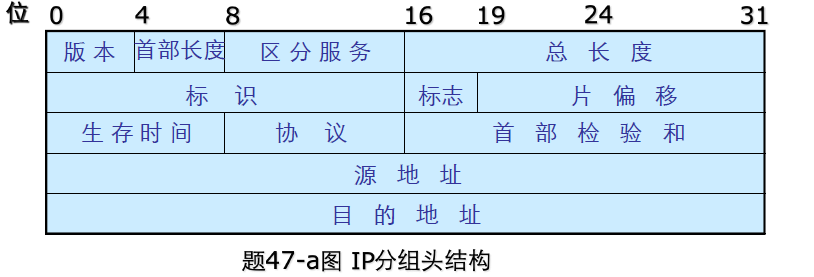 位 0 4 8 16 19 24 31
版本 首部长度 区分服务 总长度
标识 标志 片偏移
生存时间 协议 首部检验和
源地址
目的地址
题47-a图 IP分组头结构